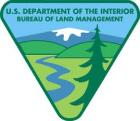 U.S. DEPARTMENT OF THE INTERIOR
BUREAU OF LAND MANAGEMENT